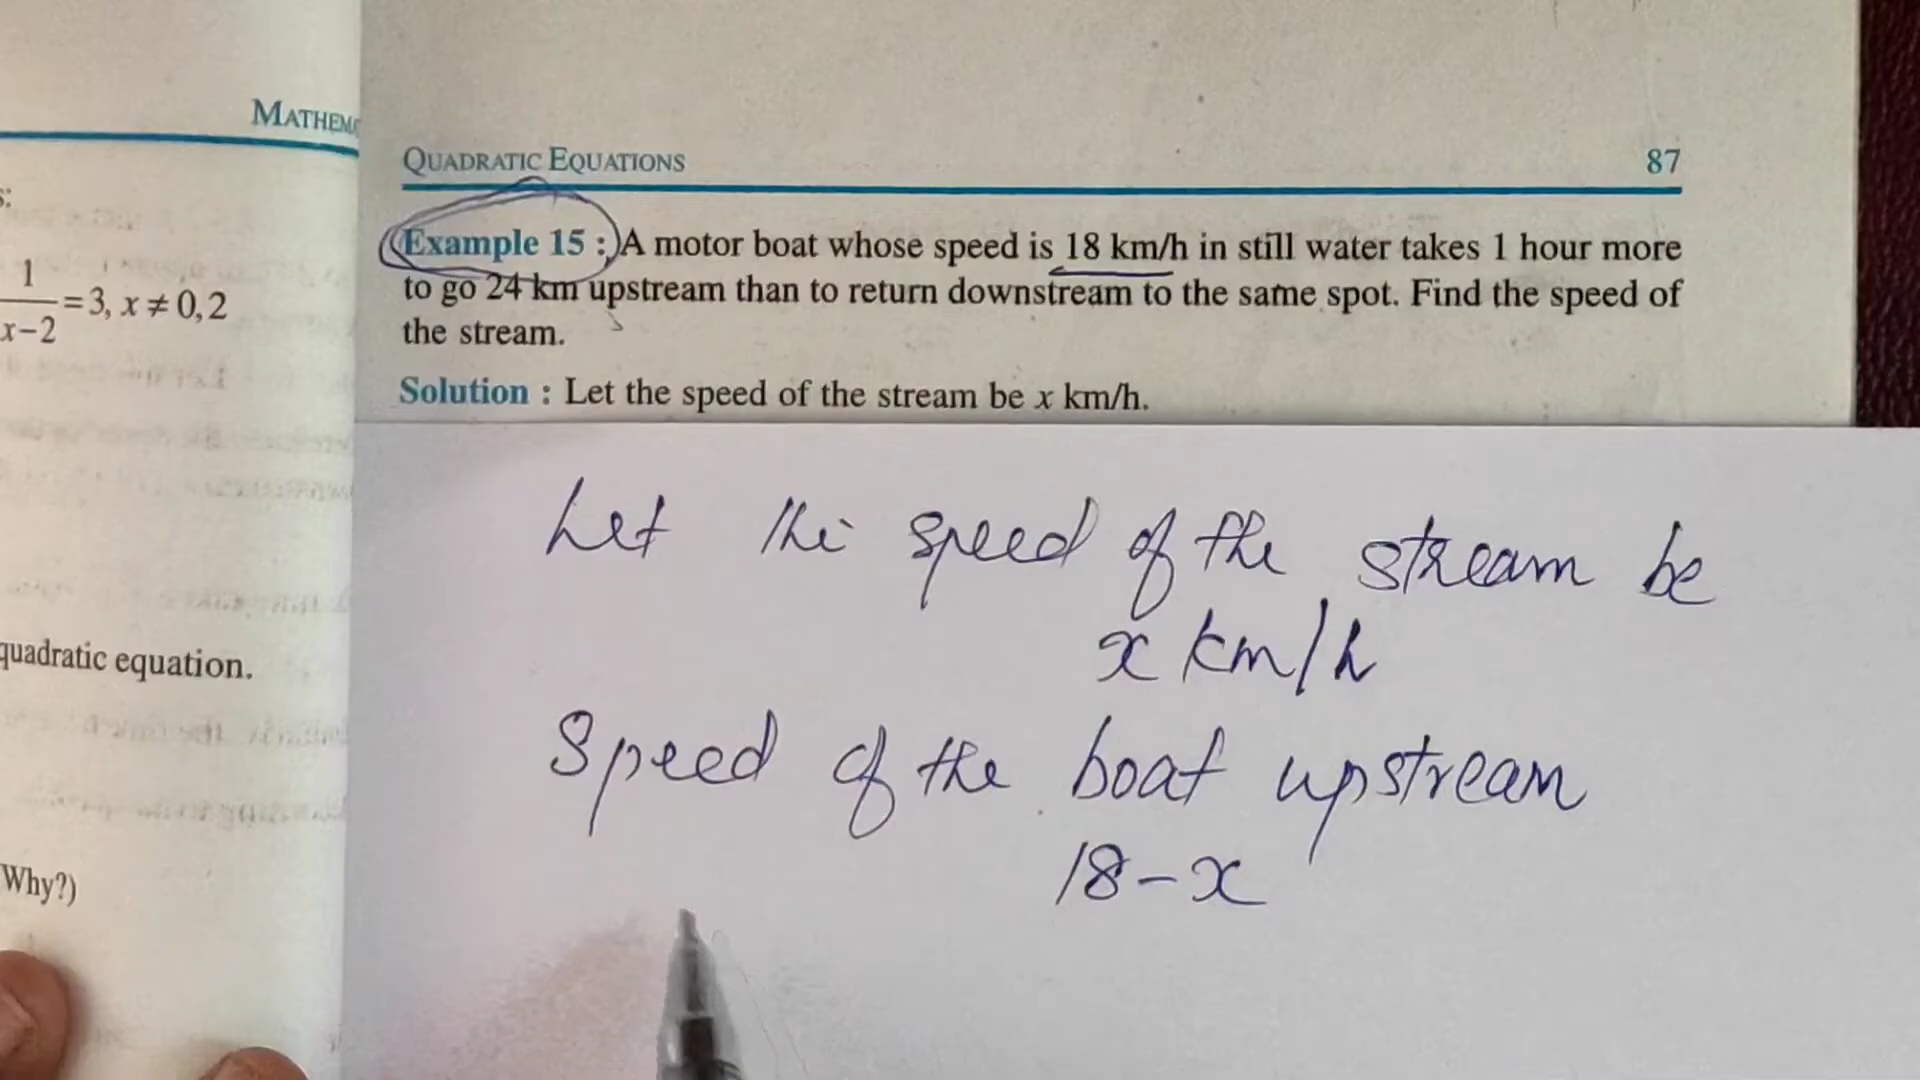 MATHEMA
s:
1
x−2
=3, x ≠ 0,2
quadratic equation.
Why?)
QUADRATIC EQUATIONS 87
Example 15 : A motor boat whose speed is 18 km/h in still water takes 1 hour more
to go 24 km upstream than to return downstream to the same spot. Find the speed of
the stream.
Solution : Let the speed of the stream be x km/h.
Let the speed of the stream be
x km/h
Speed of the boat upstream
18-x